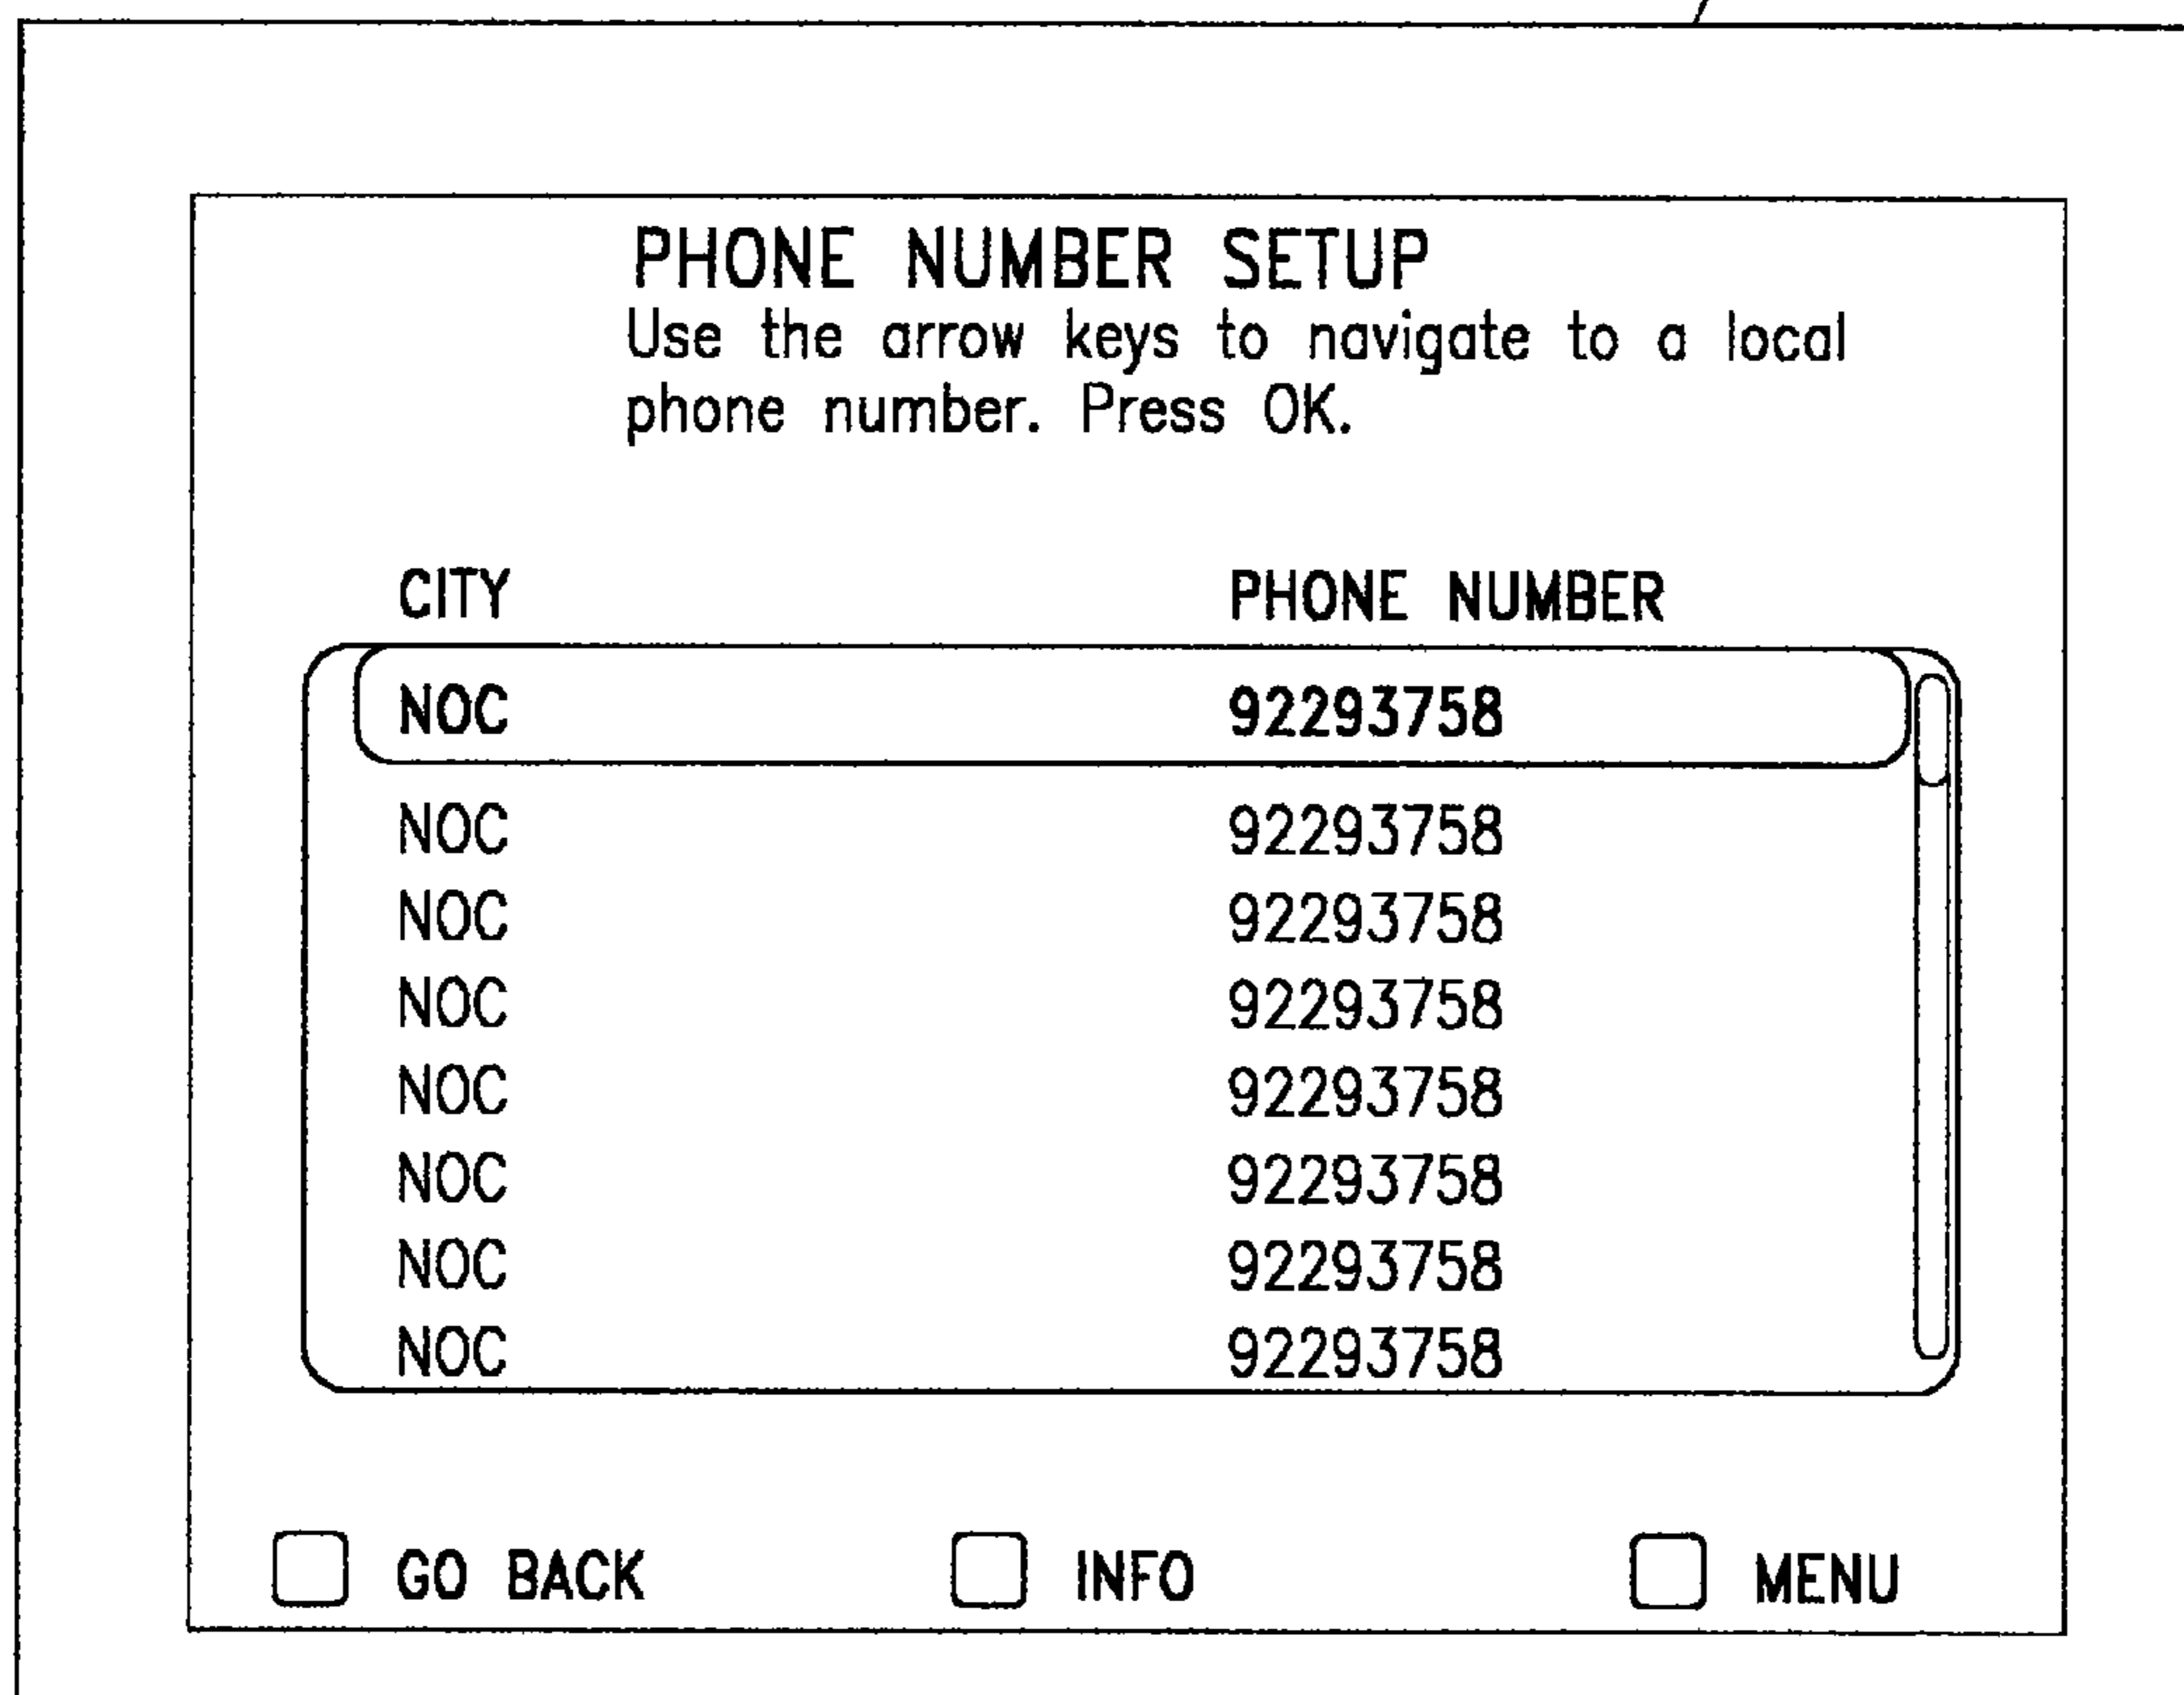 PHONE NUMBER SETUP
Use the arrow keys to navigate to a local
phone number. Press OK.
CITY PHONE NUMBER
NOC 92293758
NOC 92293758
NOC 92293758
NOC 92293758
NOC 92293758
NOC 92293758
NOC 92293758
NOC 92293758
GO BACK INFO MENU